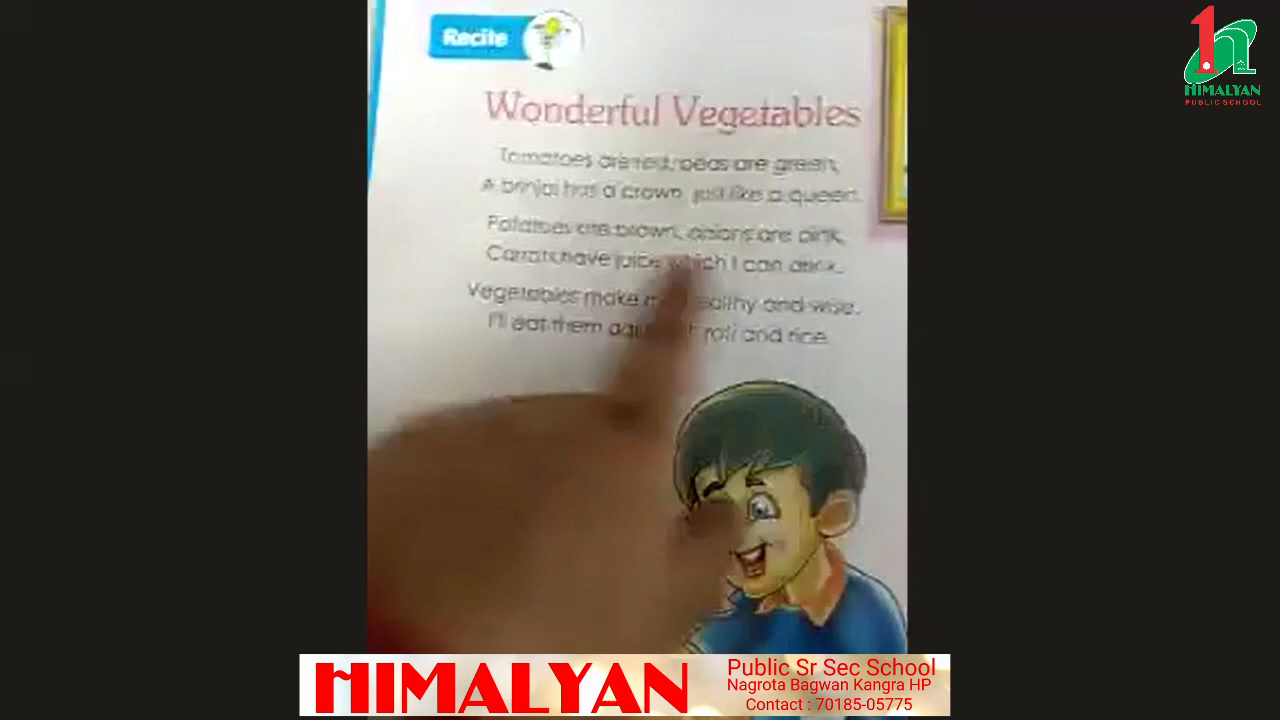 Recite
Wonderful Vegetables
Tomatoes are red, peas are green,
A brinjal has a crown just like a queen.
Potatoes are brown, onions are pink,
Carrots have juice which I can drink.
Vegetables make healthy and wise.
I'll eat them roti and rice.
1h
HIMALYAN
PUBLIC SCHOOL
HIMALYAN
Public Sr Sec School
Nagrota Bagwan Kangra HP
Contact : 70185-05775